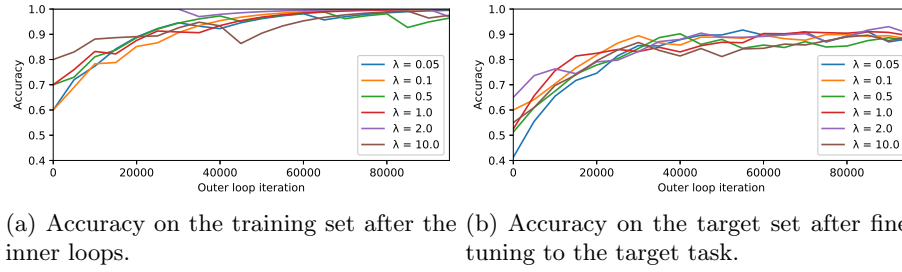 1.0
0.9
0.8
0.7
0.6
0.5
0.4
Accuracy
0 20000 40000 60000 80000
Outer loop iteration
λ = 0.05
λ = 0.1
λ = 0.5
λ = 1.0
λ = 2.0
λ = 10.0
1.0
0.9
0.8
0.7
0.6
0.5
0.4
Accuracy
0 20000 40000 60000 80000
Outer loop iteration
λ = 0.05
λ = 0.1
λ = 0.5
λ = 1.0
λ = 2.0
λ = 10.0
(a) Accuracy on the training set after the
inner loops.
(b) Accuracy on the target set after fine
tuning to the target task.